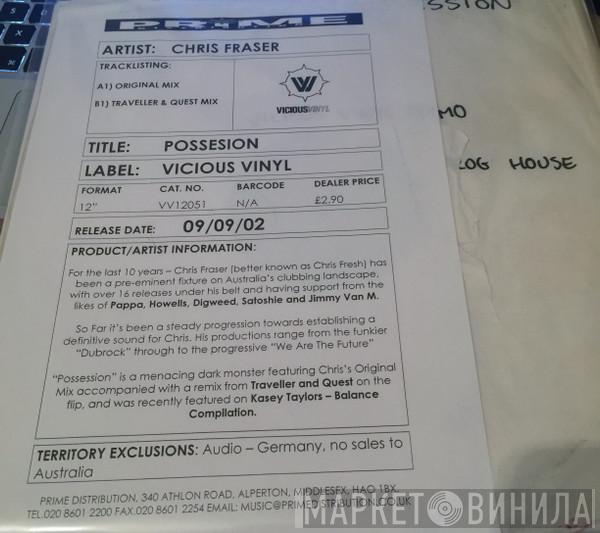 PRIME
ARTIST: CHRIS FRASER
TRACKLISTING:
A1) ORIGINAL MIX
B1) TRAVELLER & QUEST MIX
VICIOUSVINYL
TITLE: POSSESION
LABEL: VICIOUS VINYL
FORMAT CAT. NO. BARCODE DEALER PRICE
12" VV12051 N/A £2.90
RELEASE DATE: 09/09/02
PRODUCT/ARTIST INFORMATION:
For the last 10 years – Chris Fraser (better known as Chris Fresh) has
been a pre-eminent fixture on Australia's clubbing landscape,
with over 16 releases under his belt and having support from the
likes of Pappa, Howells, Digweed, Satoshie and Jimmy Van M.
So Far it's been a steady progression towards establishing a
definitive sound for Chris. His productions range from the funkier
"Dubrock" through to the progressive "We Are The Future"
"Possession" is a menacing dark monster featuring Chris's Original
Mix accompanied with a remix from Traveller and Quest on the
flip, and was recently featured on Kasey Taylors – Balance
Compilation.
TERRITORY EXCLUSIONS: Audio – Germany, no sales to
Australia
PRIME DISTRIBUTION, 340 ATHLON ROAD, ALPERTON, MIDDLESEX, HAO 1BX.
TEL.020 8601 2200 FAX.020 8601 2254 EMAIL: MUSIC@PRIMEDISTRIBUTION.CO.UK
SSION
MO
LOG HOUSE
МАРКЕТОВИНИЛА